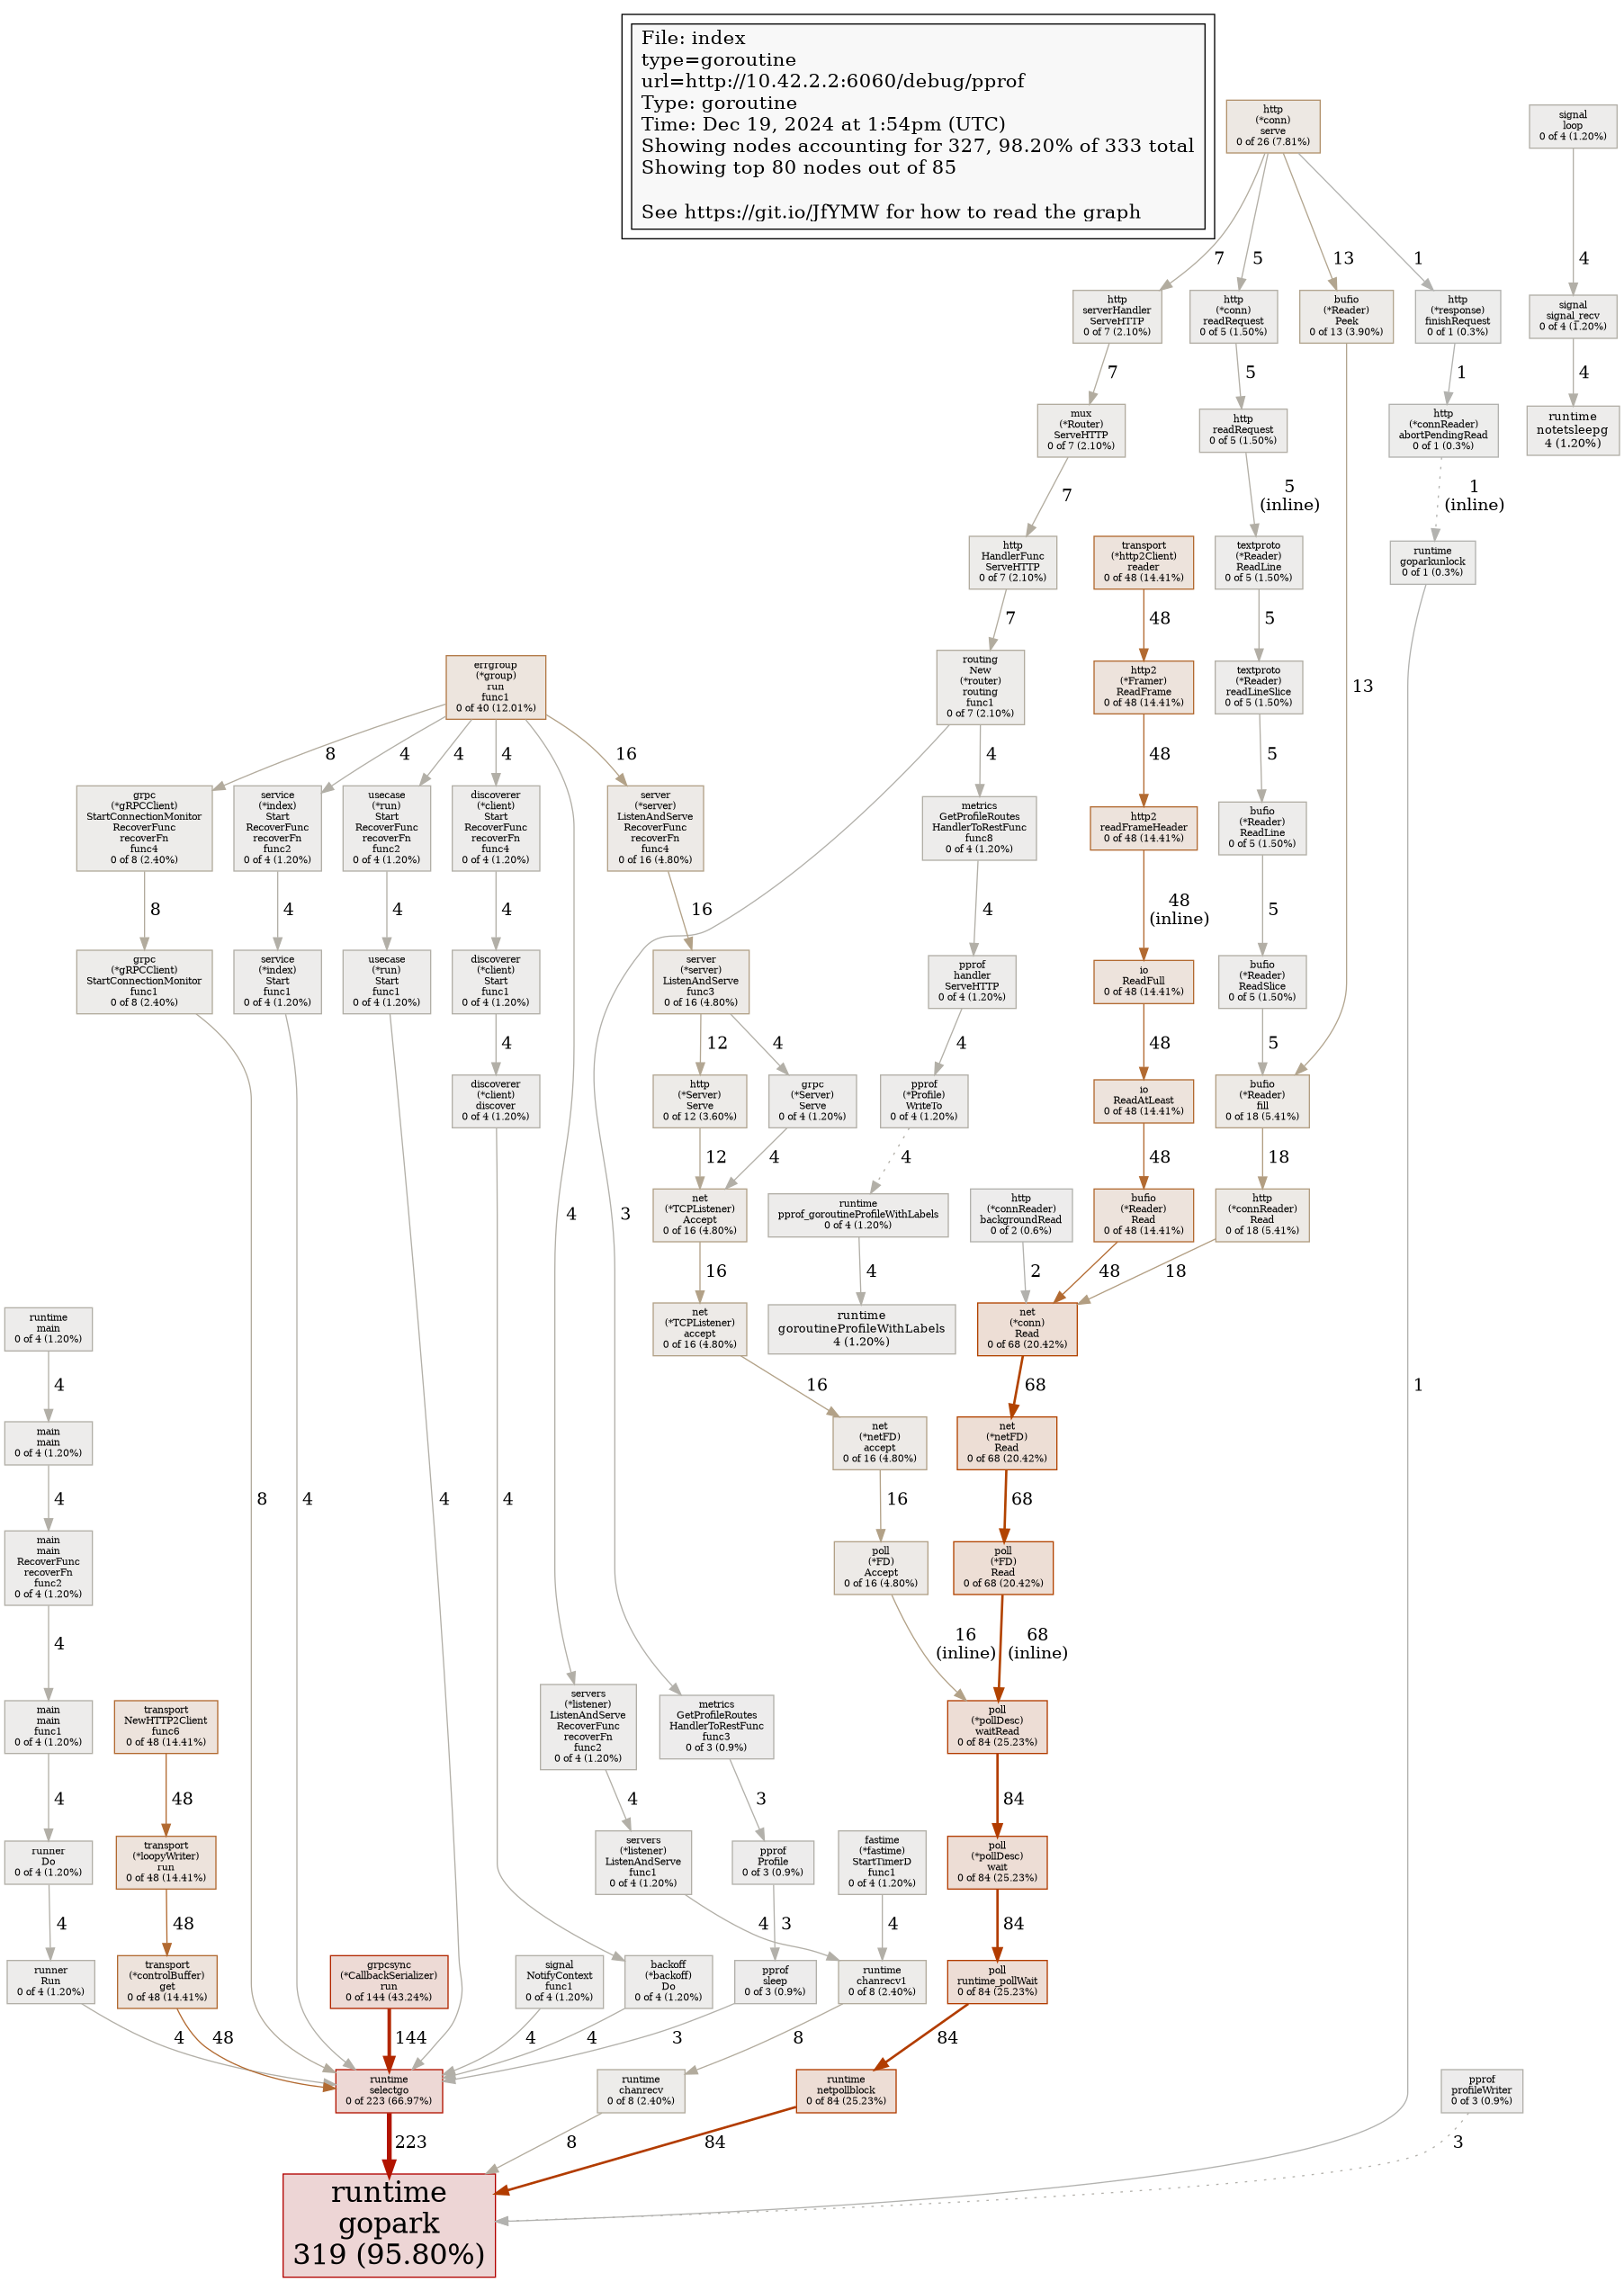 File: index
type=goroutine
url=http://10.42.2.2:6060/debug/pprof
Type: goroutine
Time: Dec 19, 2024 at 1:54pm (UTC)
Showing nodes accounting for 327, 98.20% of 333 total
Showing top 80 nodes out of 85
See https://git.io/JfYMW for how to read the graph
http
(*conn)
serve
0 of 26 (7.81%)
signal
loop
0 of 4 (1.20%)
7
5
13
1
4
http
serverHandler
ServeHTTP
0 of 7 (2.10%)
http
(*conn)
readRequest
0 of 5 (1.50%)
bufio
(*Reader)
Peek
0 of 13 (3.90%)
http
(*response)
finishRequest
0 of 1 (0.3%)
signal
signal_recv
0 of 4 (1.20%)
7
5
1
4
mux
(*Router)
ServeHTTP
0 of 7 (2.10%)
http
readRequest
0 of 5 (1.50%)
http
(*connReader)
abortPendingRead
0 of 1 (0.3%)
runtime
notetsleepg
4 (1.20%)
7
5
(inline)
1
(inline)
http
HandlerFunc
ServeHTTP
0 of 7 (2.10%)
transport
(*http2Client)
reader
0 of 48 (14.41%)
textproto
(*Reader)
ReadLine
0 of 5 (1.50%)
runtime
goparkunlock
0 of 1 (0.3%)
7
48
5
errgroup
(*group)
run
func1
0 of 40 (12.01%)
routing
New
(*router)
routing
func1
0 of 7 (2.10%)
http2
(*Framer)
ReadFrame
0 of 48 (14.41%)
textproto
(*Reader)
readLineSlice
0 of 5 (1.50%)
13
8
4
4
4
16
4
48
5
grpc
(*gRPCClient)
StartConnectionMonitor
RecoverFunc
recoverFn
func4
0 of 8 (2.40%)
service
(*index)
Start
RecoverFunc
recoverFn
func2
0 of 4 (1.20%)
usecase
(*run)
Start
RecoverFunc
recoverFn
func2
0 of 4 (1.20%)
discoverer
(*client)
Start
RecoverFunc
recoverFn
func4
0 of 4 (1.20%)
server
(*server)
ListenAndServe
RecoverFunc
recoverFn
func4
0 of 16 (4.80%)
metrics
GetProfileRoutes
HandlerToRestFunc
func8
0 of 4 (1.20%)
http2
readFrameHeader
0 of 48 (14.41%)
bufio
(*Reader)
ReadLine
0 of 5 (1.50%)
8
4
4
4
16
4
48
(inline)
5
grpc
(*gRPCClient)
StartConnectionMonitor
func1
0 of 8 (2.40%)
service
(*index)
Start
func1
0 of 4 (1.20%)
usecase
(*run)
Start
func1
0 of 4 (1.20%)
discoverer
(*client)
Start
func1
0 of 4 (1.20%)
server
(*server)
ListenAndServe
func3
0 of 16 (4.80%)
pprof
handler
ServeHTTP
0 of 4 (1.20%)
io
ReadFull
0 of 48 (14.41%)
bufio
(*Reader)
ReadSlice
0 of 5 (1.50%)
4
12
4
4
48
5
discoverer
(*client)
discover
0 of 4 (1.20%)
http
(*Server)
Serve
0 of 12 (3.60%)
grpc
(*Server)
Serve
0 of 4 (1.20%)
pprof
(*Profile)
WriteTo
0 of 4 (1.20%)
io
ReadAtLeast
0 of 48 (14.41%)
bufio
(*Reader)
fill
0 of 18 (5.41%)
12
4
4
48
18
4
3
net
(*TCPListener)
Accept
0 of 16 (4.80%)
runtime
pprof_goroutineProfileWithLabels
0 of 4 (1.20%)
http
(*connReader)
backgroundRead
0 of 2 (0.6%)
bufio
(*Reader)
Read
0 of 48 (14.41%)
http
(*connReader)
Read
0 of 18 (5.41%)
16
4
2
48
18
runtime
main
0 of 4 (1.20%)
net
(*TCPListener)
accept
0 of 16 (4.80%)
runtime
goroutineProfileWithLabels
4 (1.20%)
net
(*conn)
Read
0 of 68 (20.42%)
4
16
68
1
main
main
0 of 4 (1.20%)
net
(*netFD)
accept
0 of 16 (4.80%)
net
(*netFD)
Read
0 of 68 (20.42%)
4
8
4
4
4
16
68
main
main
RecoverFunc
recoverFn
func2
0 of 4 (1.20%)
poll
(*FD)
Accept
0 of 16 (4.80%)
poll
(*FD)
Read
0 of 68 (20.42%)
4
16
(inline)
68
(inline)
main
main
func1
0 of 4 (1.20%)
transport
NewHTTP2Client
func6
0 of 48 (14.41%)
servers
(*listener)
ListenAndServe
RecoverFunc
recoverFn
func2
0 of 4 (1.20%)
metrics
GetProfileRoutes
HandlerToRestFunc
func3
0 of 3 (0.9%)
poll
(*pollDesc)
waitRead
0 of 84 (25.23%)
4
48
4
3
84
runner
Do
0 of 4 (1.20%)
transport
(*loopyWriter)
run
0 of 48 (14.41%)
servers
(*listener)
ListenAndServe
func1
0 of 4 (1.20%)
pprof
Profile
0 of 3 (0.9%)
fastime
(*fastime)
StartTimerD
func1
0 of 4 (1.20%)
poll
(*pollDesc)
wait
0 of 84 (25.23%)
4
48
4
3
4
84
runner
Run
0 of 4 (1.20%)
transport
(*controlBuffer)
get
0 of 48 (14.41%)
grpcsync
(*CallbackSerializer)
run
0 of 144 (43.24%)
signal
NotifyContext
func1
0 of 4 (1.20%)
backoff
(*backoff)
Do
0 of 4 (1.20%)
pprof
sleep
0 of 3 (0.9%)
runtime
chanrecv1
0 of 8 (2.40%)
poll
runtime_pollWait
0 of 84 (25.23%)
4
48
144
4
4
3
8
84
runtime
selectgo
0 of 223 (66.97%)
runtime
chanrecv
0 of 8 (2.40%)
runtime
netpollblock
0 of 84 (25.23%)
pprof
profileWriter
0 of 3 (0.9%)
223
8
84
3
runtime
gopark
319 (95.80%)